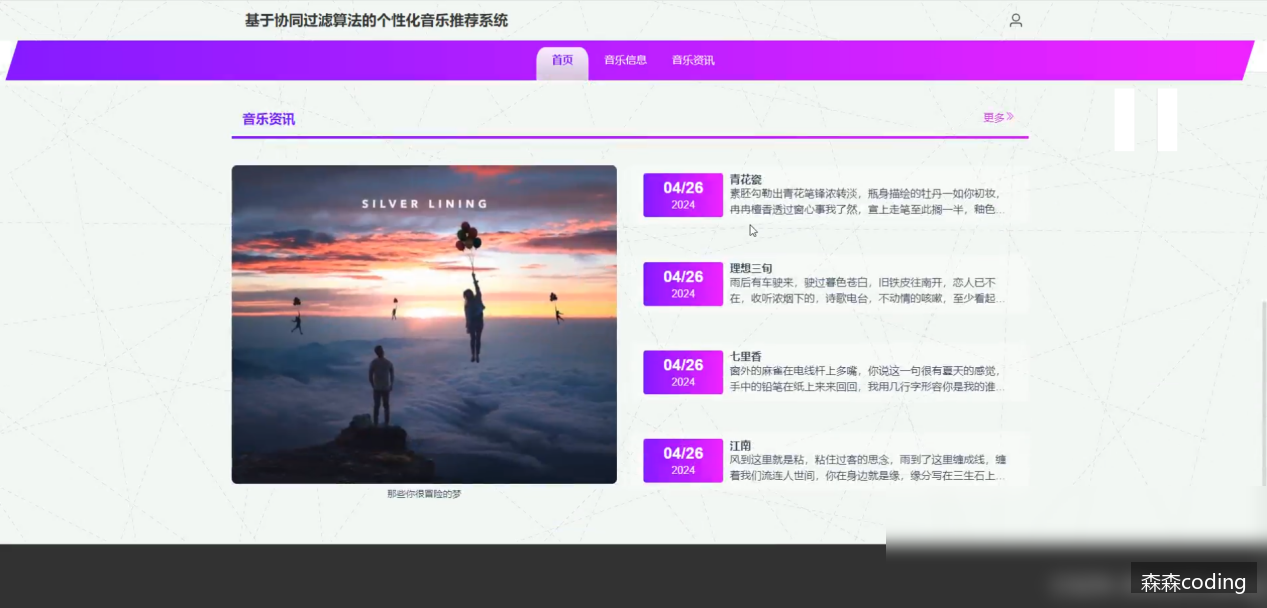 基于协同过滤算法的个性化音乐推荐系统
首页
音乐信息
音乐资讯
音乐资讯
更多
SILVER LINING
那些你很冒险的梦
04/26
2024
青花瓷
素胚勾勒出青花笔锋浓转淡，瓶身描绘的牡丹一如你初妆，
冉冉檀香透过窗心事我了然，宣上走笔至此搁一半，釉色...
04/26
2024
理想三旬
雨后有车驶来，驶过暮色苍白，旧铁皮往南开，恋人已不
在，收听浓烟下的，诗歌电台，不动情的咳嗽，至少看起...
04/26
2024
七里香
窗外的麻雀在电线杆上多嘴，你说这一句很有夏天的感觉，
手中的铅笔在纸上来来回回，我用几行字形容你是我的谁...
04/26
2024
江南
风到这里就是粘，粘住过客的思念，雨到了这里缠成线，缠
着我们流连人世间，你在身边就是缘，缘分写在三生石上...
森森coding